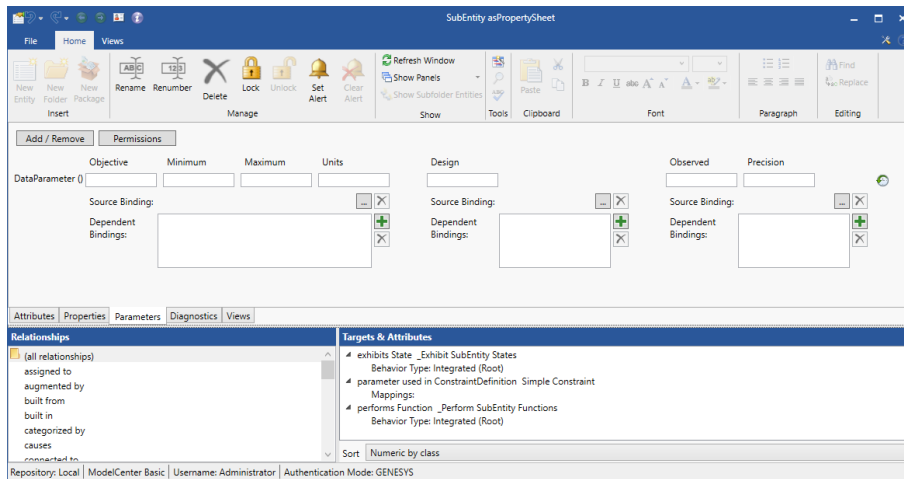 SubEntity asPropertySheet
File Home Views
New Entity
New Folder
New Package
Insert
Rename
Renumber
Delete
Lock
Unlock
Set Alert
Clear Alert
Manage
Refresh Window
Show Panels
Show Subfolder Entities
Show
Tools
Paste
Clipboard
B I U abc A A A
Font
Paragraph
Find
Replace
Editing
Add / Remove Permissions
Objective Minimum Maximum Units Design Observed Precision
DataParameter ()
Source Binding: ... Source Binding: ... Source Binding: ...
Dependent Bindings:
Dependent Bindings:
Dependent Bindings:
Attributes Properties Parameters Diagnostics Views
Relationships
(all relationships)
assigned to
augmented by
built from
built in
categorized by
causes
connected to
Targets & Attributes
exhibits State _Exhibit SubEntity States
Behavior Type: Integrated (Root)
parameter used in ConstraintDefinition Simple Constraint
Mappings:
performs Function _Perform SubEntity Functions
Behavior Type: Integrated (Root)
Sort Numeric by class
Repository: Local ModelCenter Basic Username: Administrator Authentication Mode: GENESYS